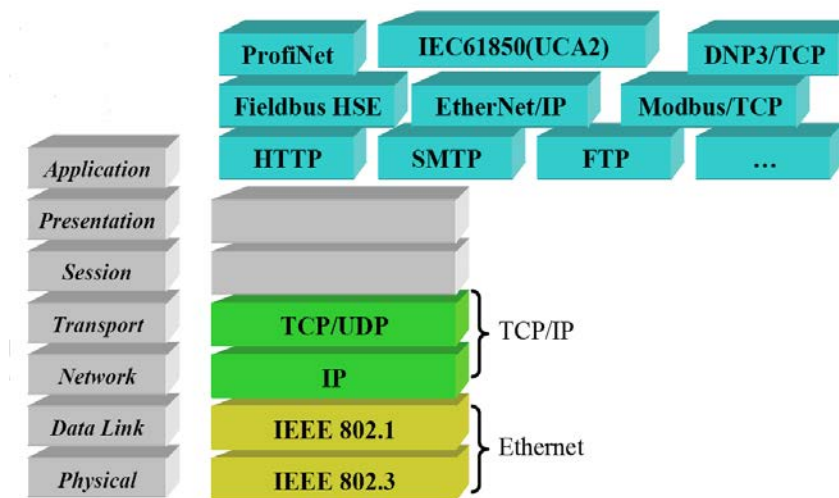 ProfiNet
IEC61850(UCA2)
DNP3/TCP
Fieldbus HSE
EtherNet/IP
Modbus/TCP
Application
HTTP
SMTP
FTP
...
Presentation
Session
Transport
TCP/UDP
TCP/IP
Network
IP
Data Link
IEEE 802.1
Ethernet
Physical
IEEE 802.3